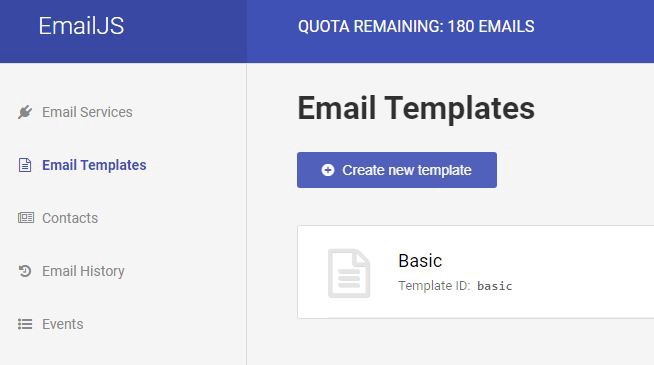 EmailJS
QUOTA REMAINING: 180 EMAILS
Email Services
Email Templates
Contacts
Email History
Events
Email Templates
Create new template
Basic
Template ID: basic